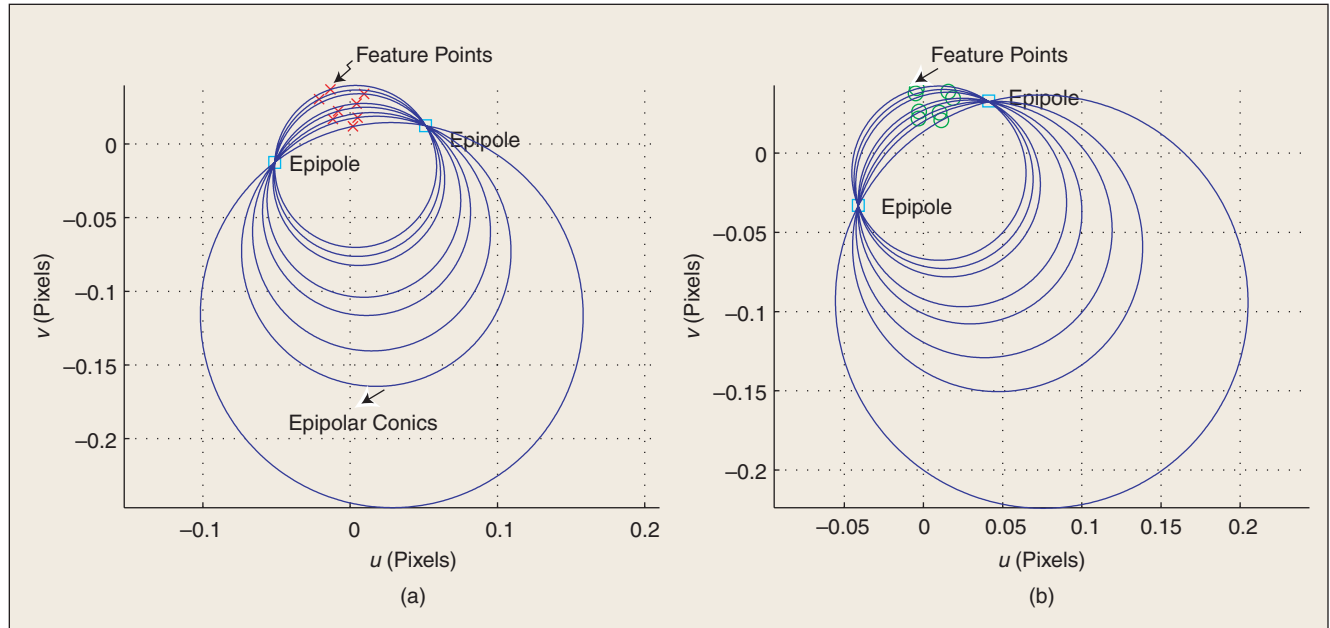 Feature Points
Epipole
Epipole
Epipolar Conics
0
−0.05
−0.1
−0.15
−0.2
v (Pixels)
−0.1
0
0.1
0.2
u (Pixels)
(a)
Feature Points
Epipole
Epipole
0
−0.05
−0.1
−0.15
−0.2
v (Pixels)
−0.05
0
0.05
0.1
0.15
0.2
u (Pixels)
(b)